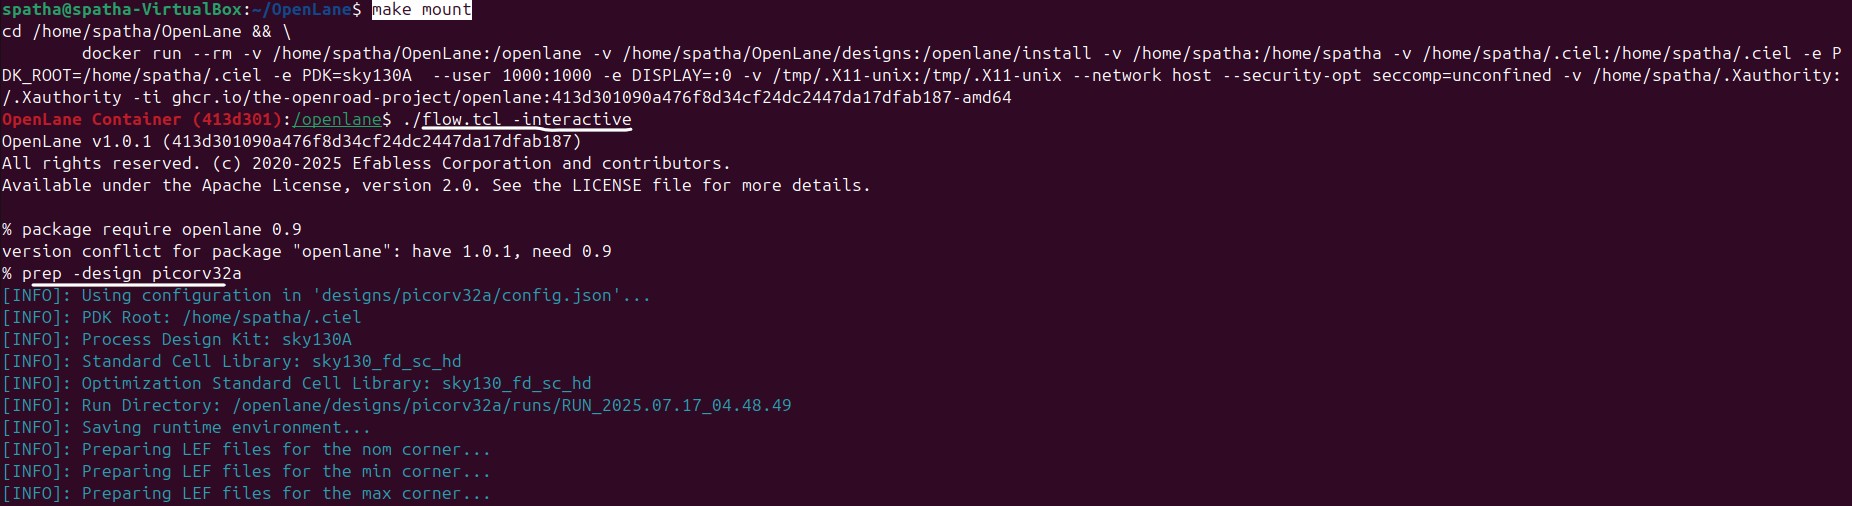 spatha@spatha-VirtualBox:~/OpenLane$ make mount
cd /home/spatha/OpenLane && \
        docker run --rm -v /home/spatha/OpenLane:/openlane -v /home/spatha/OpenLane/designs:/openlane/install -v /home/spatha:/home/spatha -v /home/spatha/.ciel:/home/spatha/.ciel -e P
DK_ROOT=/home/spatha/.ciel -e PDK=sky130A  --user 1000:1000 -e DISPLAY=:0 -v /tmp/.X11-unix:/tmp/.X11-unix --network host --security-opt seccomp=unconfined -v /home/spatha/.Xauthority:
/.Xauthority -ti ghcr.io/the-openroad-project/openlane:413d301090a476f8d34cf24dc2447da17dfab187-amd64
OpenLane Container (413d301):/openlane$ ./flow.tcl -interactive
OpenLane v1.0.1 (413d301090a476f8d34cf24dc2447da17dfab187)
All rights reserved. (c) 2020-2025 Efabless Corporation and contributors.
Available under the Apache License, version 2.0. See the LICENSE file for more details.

% package require openlane 0.9
version conflict for package "openlane": have 1.0.1, need 0.9
% prep -design picorv32a
[INFO]: Using configuration in 'designs/picorv32a/config.json'...
[INFO]: PDK Root: /home/spatha/.ciel
[INFO]: Process Design Kit: sky130A
[INFO]: Standard Cell Library: sky130_fd_sc_hd
[INFO]: Optimization Standard Cell Library: sky130_fd_sc_hd
[INFO]: Run Directory: /openlane/designs/picorv32a/runs/RUN_2025.07.17_04.48.49
[INFO]: Saving runtime environment...
[INFO]: Preparing LEF files for the nom corner...
[INFO]: Preparing LEF files for the min corner...
[INFO]: Preparing LEF files for the max corner...